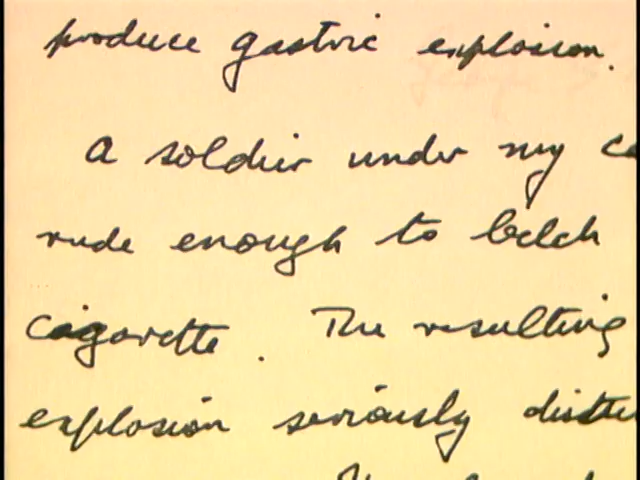 produce gastric explosion.
A soldier under my
rude enough to belch
cigarette. The resulting
explosion seriously